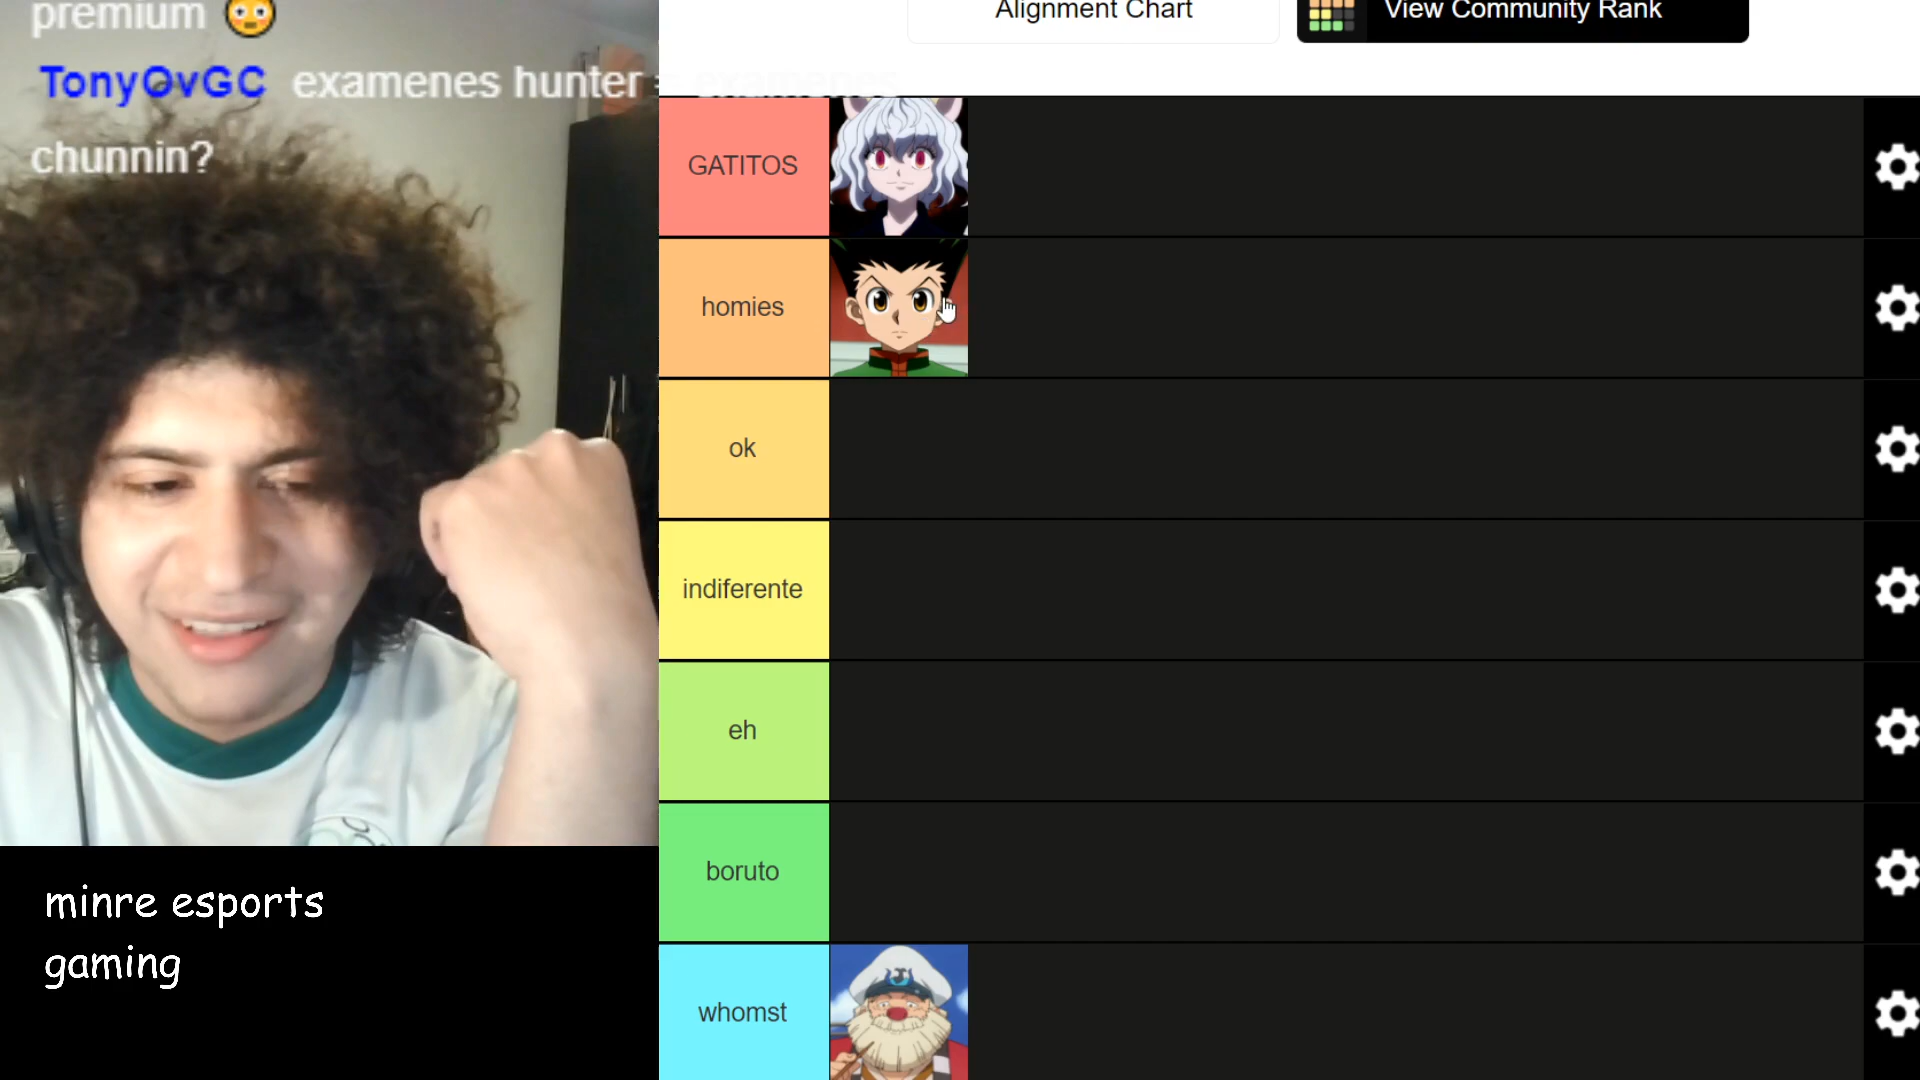 premium 😳
TonyOvGC examenes hunter = examenes
chunnin?
Alignment Chart
View Community Rank
GATITOS
homies
ok
indiferente
eh
boruto
whomst
minre esports
gaming